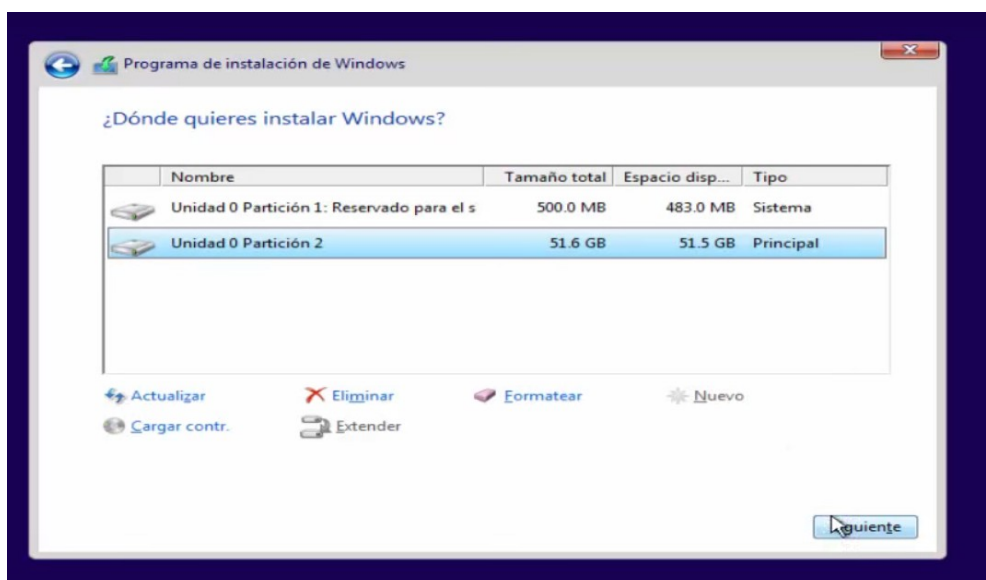 Programa de instalación de Windows
¿Dónde quieres instalar Windows?
Nombre Tamaño total Espacio disp... Tipo
Unidad 0 Partición 1: Reservado para el s 500.0 MB 483.0 MB Sistema
Unidad 0 Partición 2 51.6 GB 51.5 GB Principal
Actualizar Eliminar Formatear Nuevo
Cargar contr. Extender
Siguiente